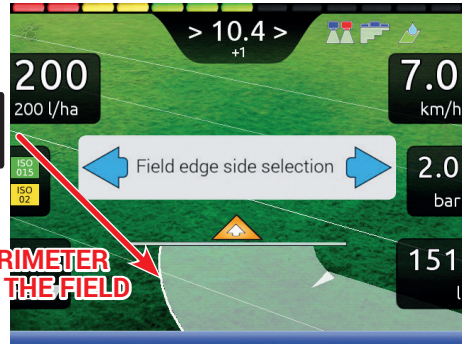 > 10.4 >
+1
200
200 l/ha
7.0
km/h
ISO
015
ISO
02
Field edge side selection
2.0
bar
RIMETER
THE FIELD
151
l